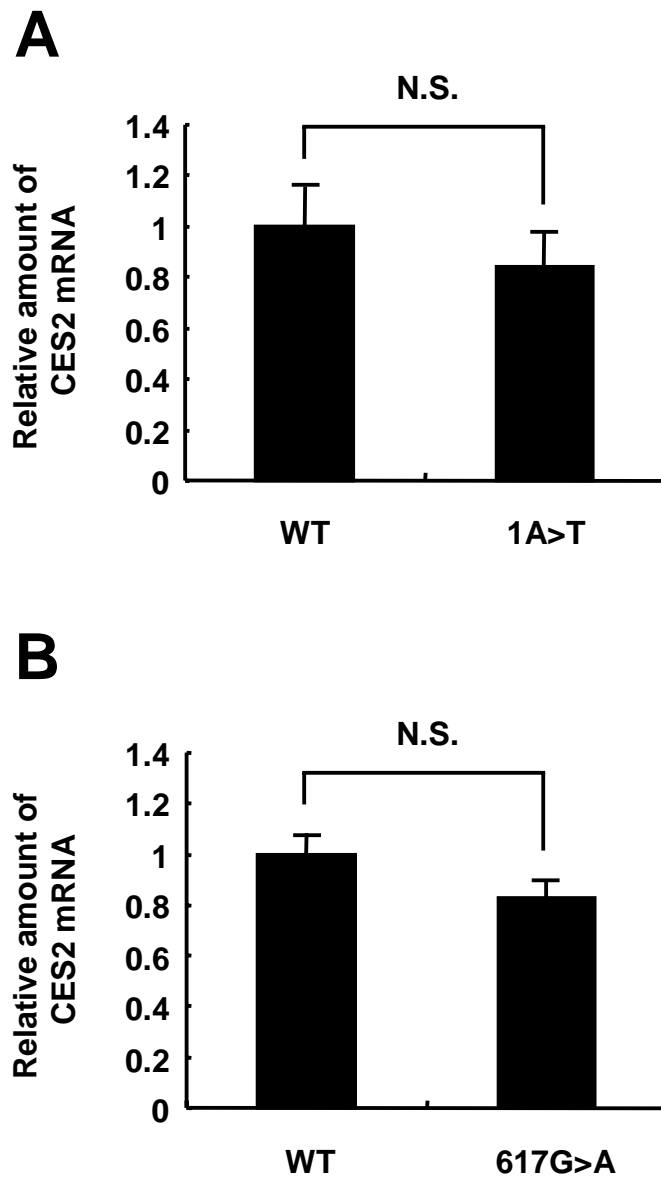 A
N.S.
Relative amount of
CES2 mRNA
1.4
1.2
1
0.8
0.6
0.4
0.2
0
WT
1A>T
B
N.S.
Relative amount of
CES2 mRNA
1.4
1.2
1
0.8
0.6
0.4
0.2
0
WT
617G>A